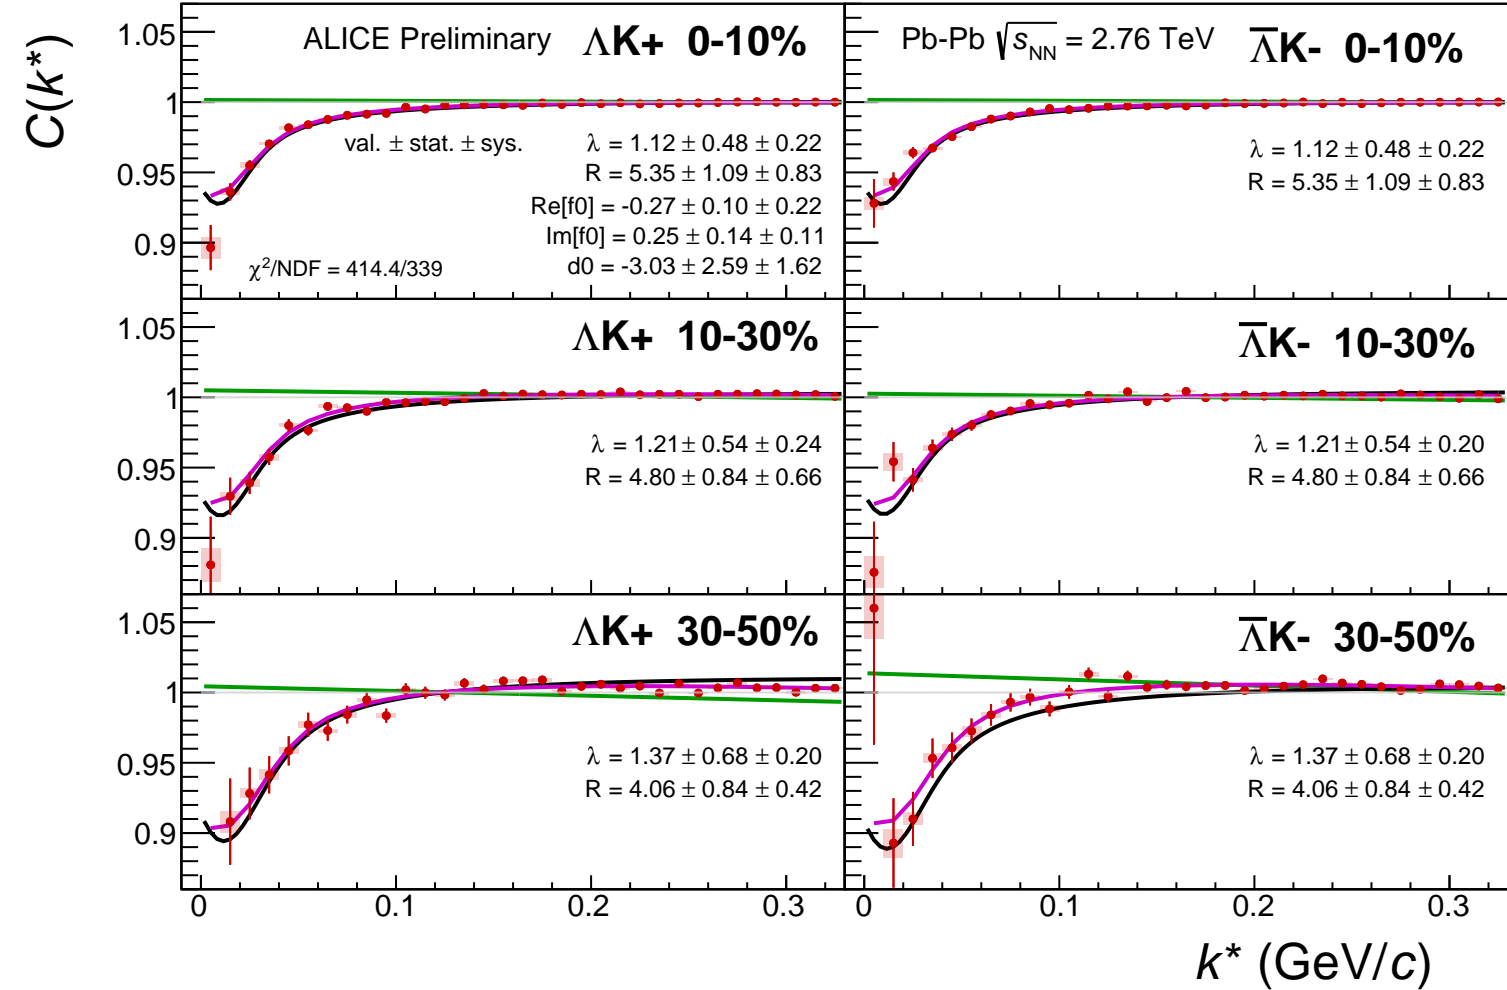 C(k*)
ALICE Preliminary ΛK+ 0-10%
val. ± stat. ± sys.
λ = 1.12 ± 0.48 ± 0.22
R = 5.35 ± 1.09 ± 0.83
Re[f0] = -0.27 ± 0.10 ± 0.22
Im[f0] = 0.25 ± 0.14 ± 0.11
d0 = -3.03 ± 2.59 ± 1.62
χ²/NDF = 414.4/339
1.05
1
0.95
0.9
Pb-Pb √sNN = 2.76 TeV Λ̅K- 0-10%
λ = 1.12 ± 0.48 ± 0.22
R = 5.35 ± 1.09 ± 0.83
ΛK+ 10-30%
λ = 1.21 ± 0.54 ± 0.24
R = 4.80 ± 0.84 ± 0.66
1.05
1
0.95
0.9
Λ̅K- 10-30%
λ = 1.21 ± 0.54 ± 0.20
R = 4.80 ± 0.84 ± 0.66
ΛK+ 30-50%
λ = 1.37 ± 0.68 ± 0.20
R = 4.06 ± 0.84 ± 0.42
1.05
1
0.95
0.9
Λ̅K- 30-50%
λ = 1.37 ± 0.68 ± 0.20
R = 4.06 ± 0.84 ± 0.42
0 0.1 0.2 0.3
0 0.1 0.2 0.3
k* (GeV/c)